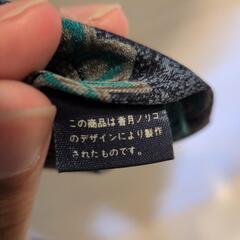 この商品は香月ノリコ
のデザインにより製作
されたものです。